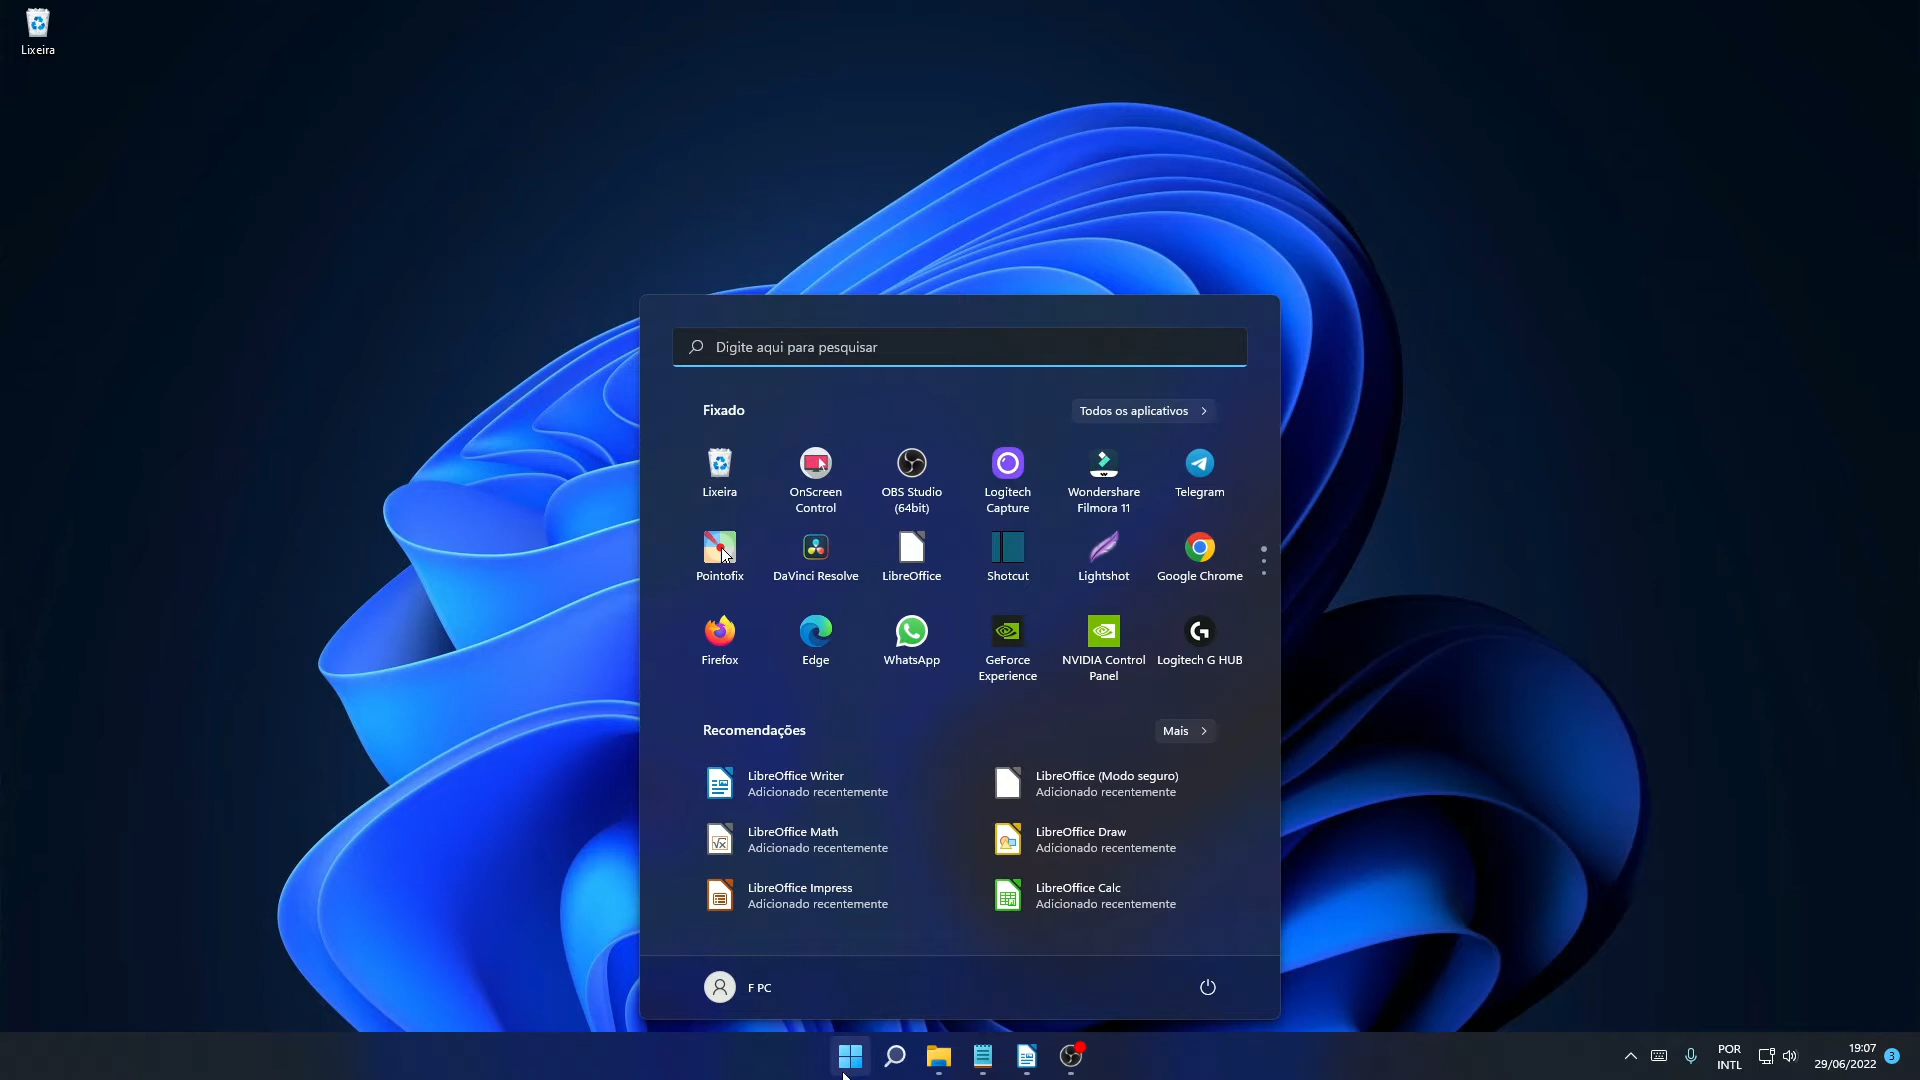 Lixeira
Digite aqui para pesquisar
Fixado
Todos os aplicativos
Lixeira
OnScreen
Control
OBS Studio
(64bit)
Logitech
Capture
Wondershare
Filmora 11
Telegram
Pointofix
DaVinci Resolve
LibreOffice
Shotcut
Lightshot
Google Chrome
Firefox
Edge
WhatsApp
GeForce
Experience
NVIDIA Control
Panel
Logitech G HUB
Recomendações
Mais
LibreOffice Writer
Adicionado recentemente
LibreOffice (Modo seguro)
Adicionado recentemente
LibreOffice Math
Adicionado recentemente
LibreOffice Draw
Adicionado recentemente
LibreOffice Impress
Adicionado recentemente
LibreOffice Calc
Adicionado recentemente
F PC
POR
INTL
19:07
29/06/2022
3